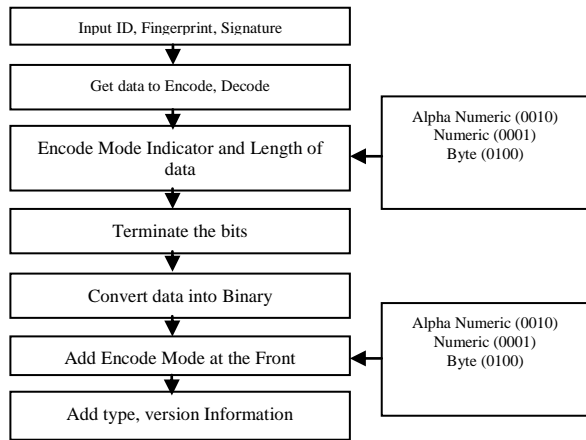 Input ID, Fingerprint, Signature
Get data to Encode, Decode
Encode Mode Indicator and Length of
data
Alpha Numeric (0010)
Numeric (0001)
Byte (0100)
Terminate the bits
Convert data into Binary
Add Encode Mode at the Front
Alpha Numeric (0010)
Numeric (0001)
Byte (0100)
Add type, version Information